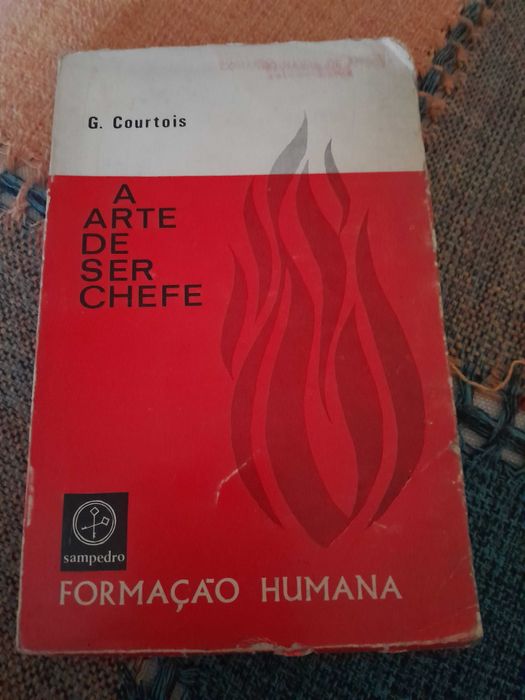 G. Courtois
A
ARTE
DE
SER
CHEFE
sampedro
FORMAÇÃO HUMANA